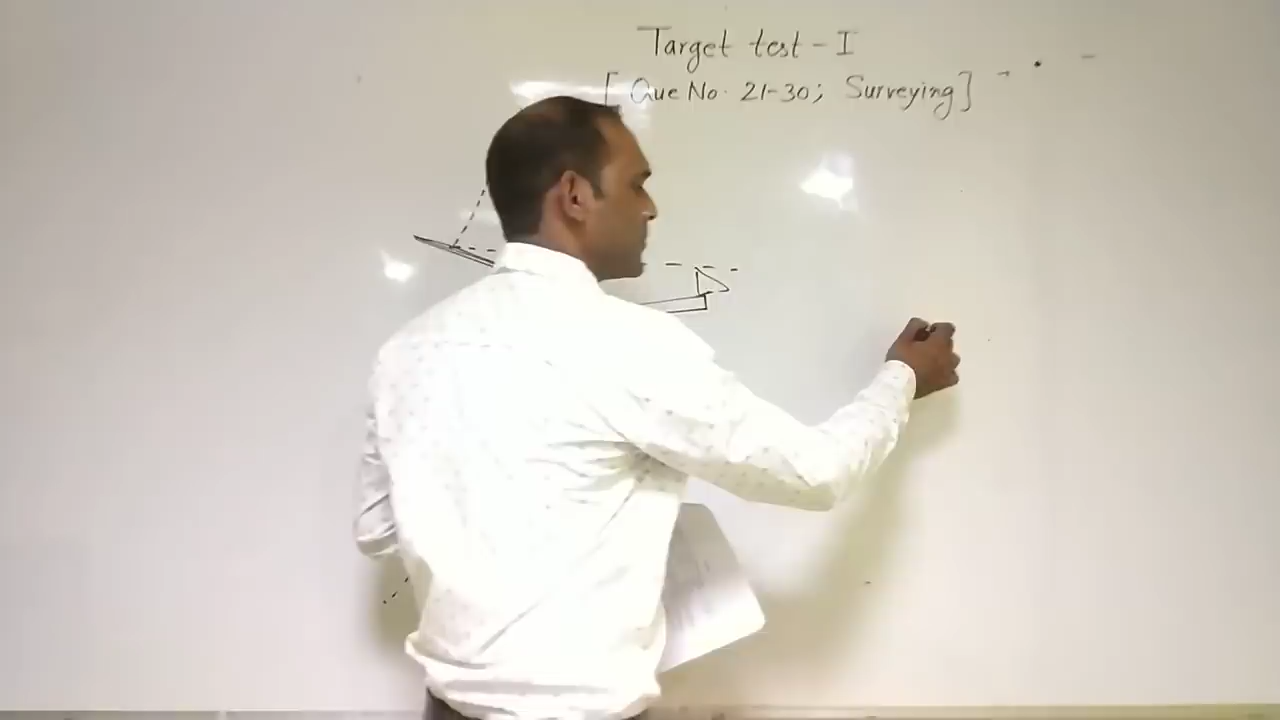 Target test - I
[ Que No. 21-30; Surveying ]